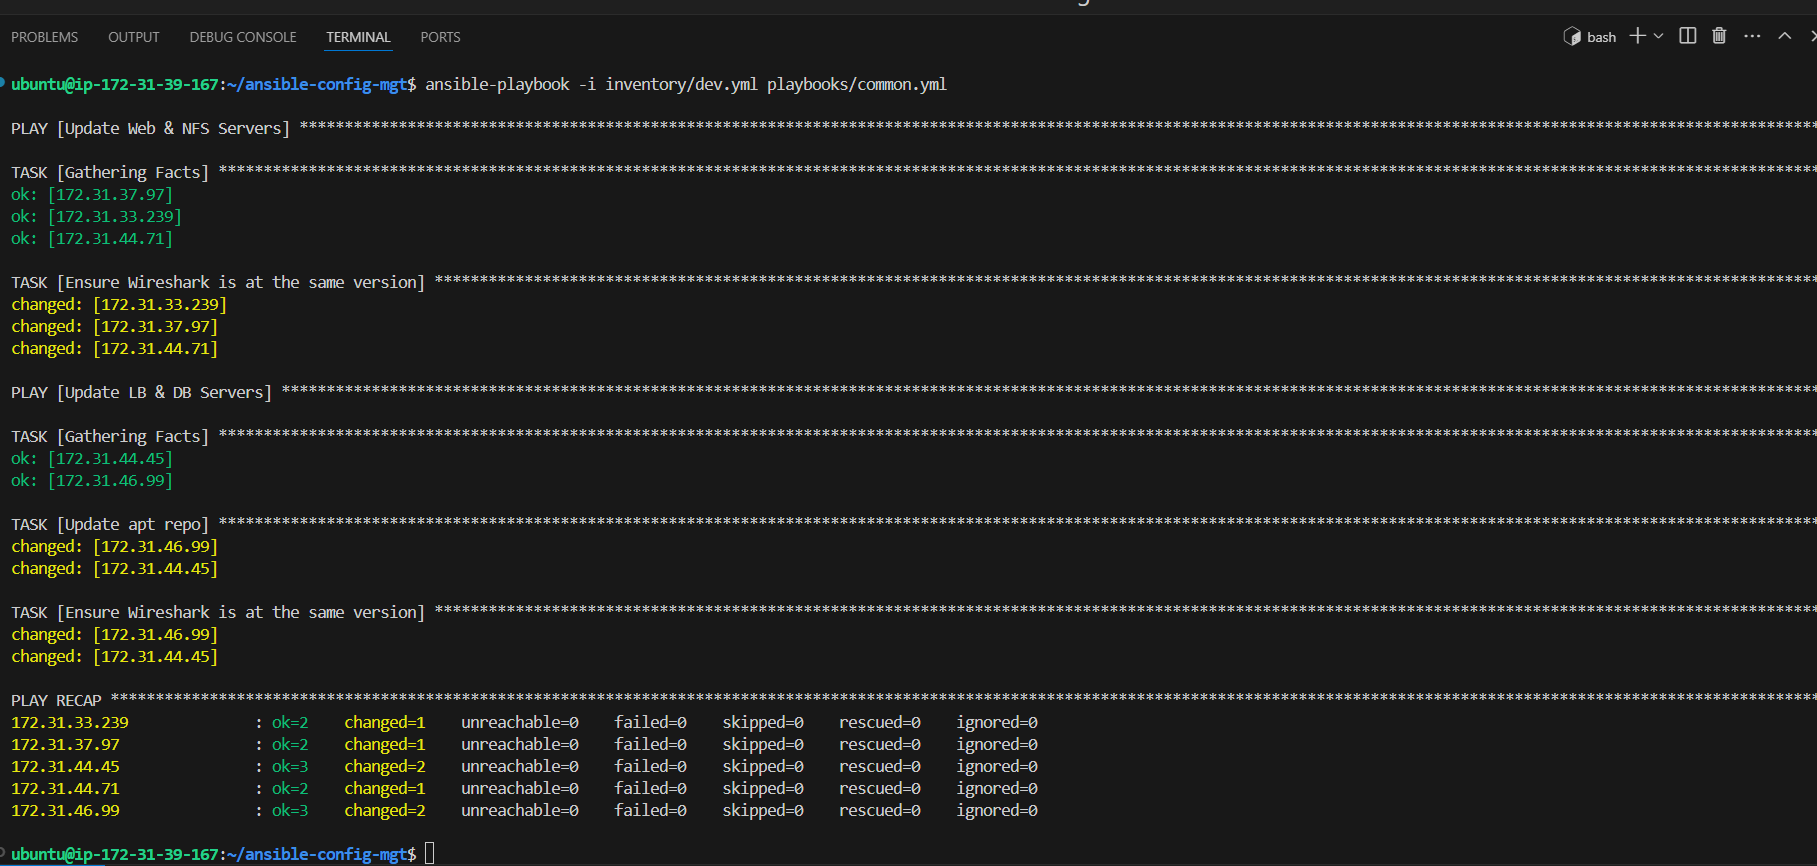 PROBLEMS OUTPUT DEBUG CONSOLE TERMINAL PORTS bash
ubuntu@ip-172-31-39-167:~/ansible-config-mgt$ ansible-playbook -i inventory/dev.yml playbooks/common.yml
PLAY [Update Web & NFS Servers] ************************************************************************************************************************************************************************
TASK [Gathering Facts] *********************************************************************************************************************************************************************************
ok: [172.31.37.97]
ok: [172.31.33.239]
ok: [172.31.44.71]
TASK [Ensure Wireshark is at the same version] *********************************************************************************************************************************************************
changed: [172.31.33.239]
changed: [172.31.37.97]
changed: [172.31.44.71]
PLAY [Update LB & DB Servers] **************************************************************************************************************************************************************************
TASK [Gathering Facts] *********************************************************************************************************************************************************************************
ok: [172.31.44.45]
ok: [172.31.46.99]
TASK [Update apt repo] *********************************************************************************************************************************************************************************
changed: [172.31.46.99]
changed: [172.31.44.45]
TASK [Ensure Wireshark is at the same version] *********************************************************************************************************************************************************
changed: [172.31.46.99]
changed: [172.31.44.45]
PLAY RECAP *********************************************************************************************************************************************************************************************
172.31.33.239 : ok=2 changed=1 unreachable=0 failed=0 skipped=0 rescued=0 ignored=0
172.31.37.97 : ok=2 changed=1 unreachable=0 failed=0 skipped=0 rescued=0 ignored=0
172.31.44.45 : ok=3 changed=2 unreachable=0 failed=0 skipped=0 rescued=0 ignored=0
172.31.44.71 : ok=2 changed=1 unreachable=0 failed=0 skipped=0 rescued=0 ignored=0
172.31.46.99 : ok=3 changed=2 unreachable=0 failed=0 skipped=0 rescued=0 ignored=0
ubuntu@ip-172-31-39-167:~/ansible-config-mgt$